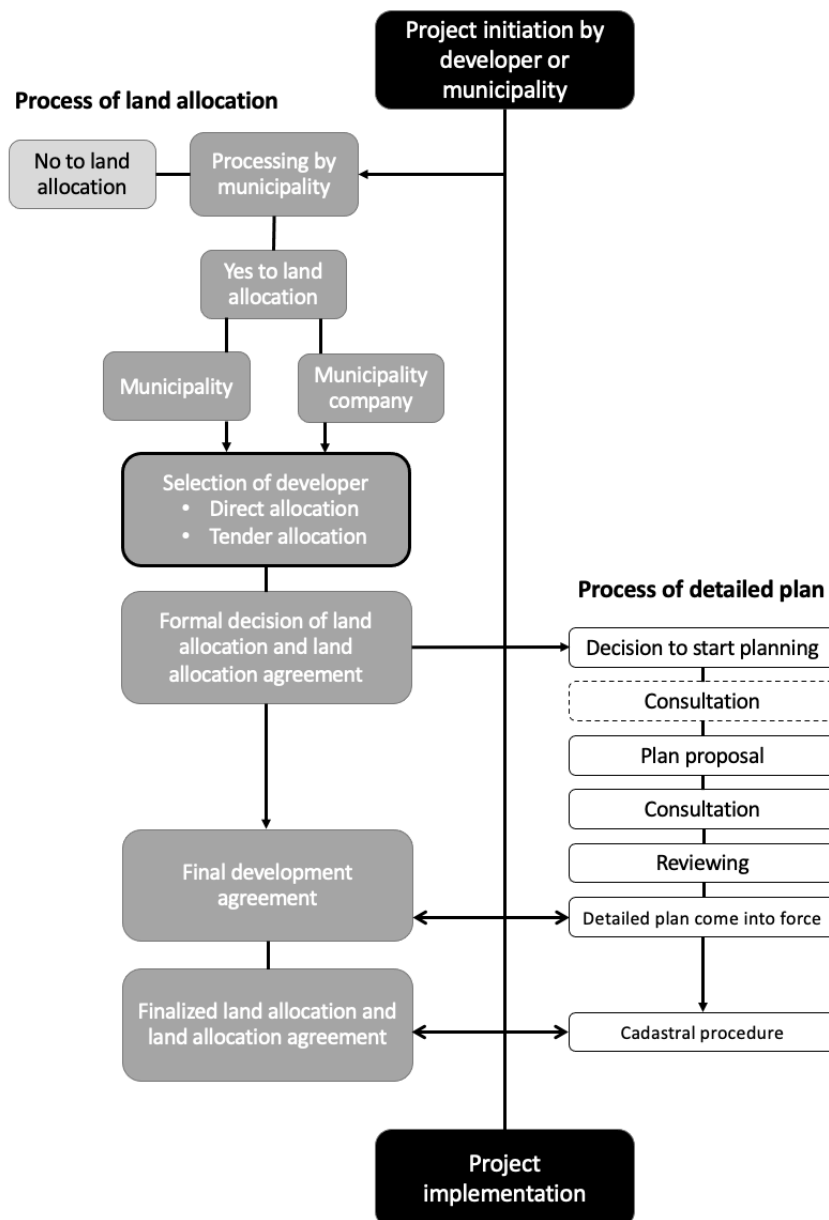 Project initiation by
developer or
municipality
Process of land allocation
No to land
allocation
Processing by
municipality
Yes to land
allocation
Municipality
Municipality
company
Selection of developer
• Direct allocation
• Tender allocation
Formal decision of land
allocation and land
allocation agreement
Final development
agreement
Finalized land allocation and
land allocation agreement
Process of detailed plan
Decision to start planning
Consultation
Plan proposal
Consultation
Reviewing
Detailed plan come into force
Cadastral procedure
Project
implementation